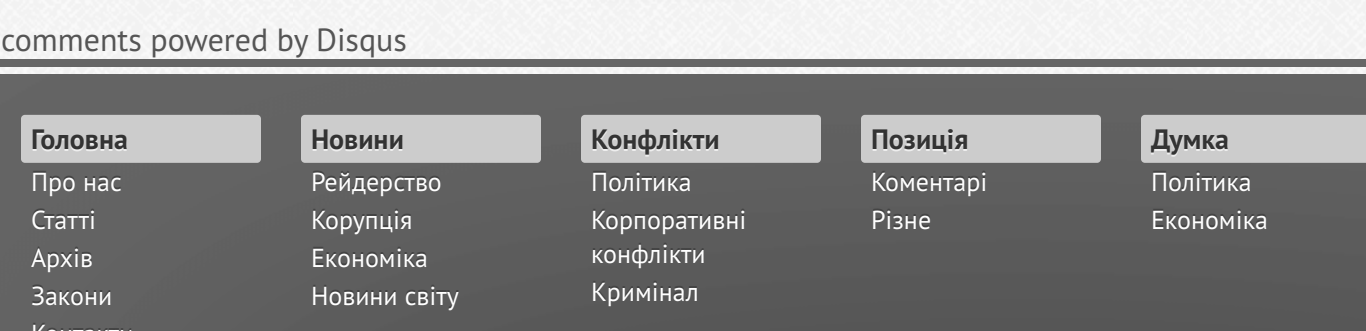 comments powered by Disqus
Головна
Про нас
Статті
Архів
Закони
Новини
Рейдерство
Корупція
Економіка
Новини світу
Конфлікти
Політика
Корпоративні
конфлікти
Кримінал
Позиція
Коментарі
Різне
Думка
Політика
Економіка